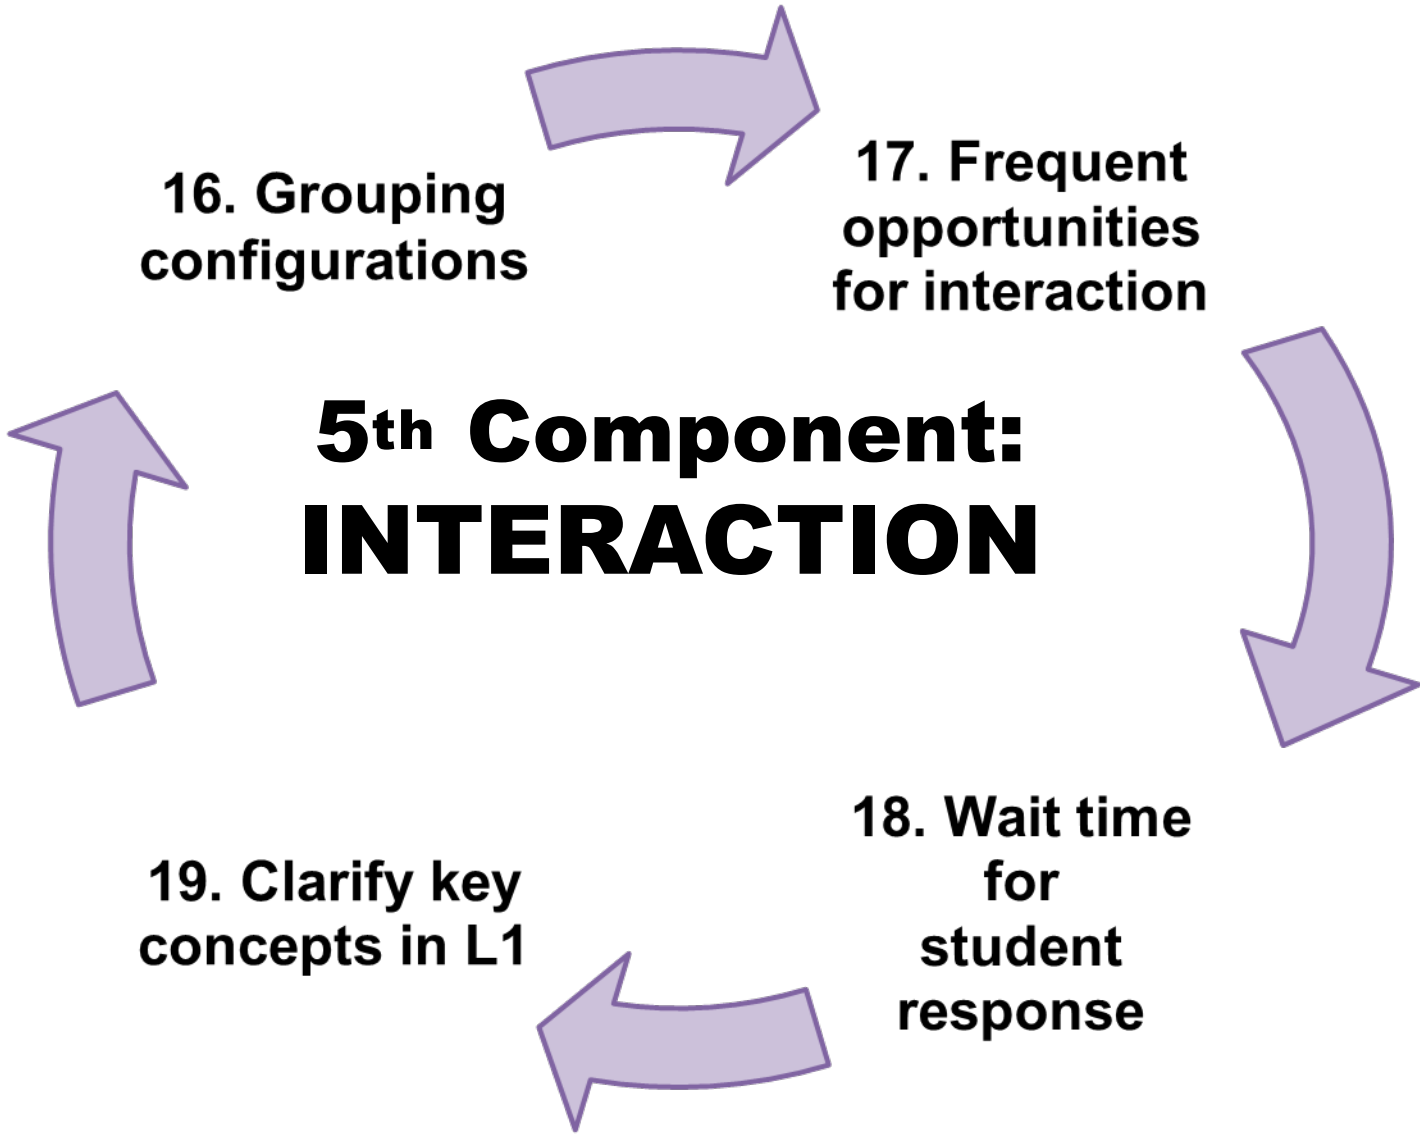 16. Grouping
configurations
17. Frequent
opportunities
for interaction
5th Component:
INTERACTION
18. Wait time
for
student
response
19. Clarify key
concepts in L1